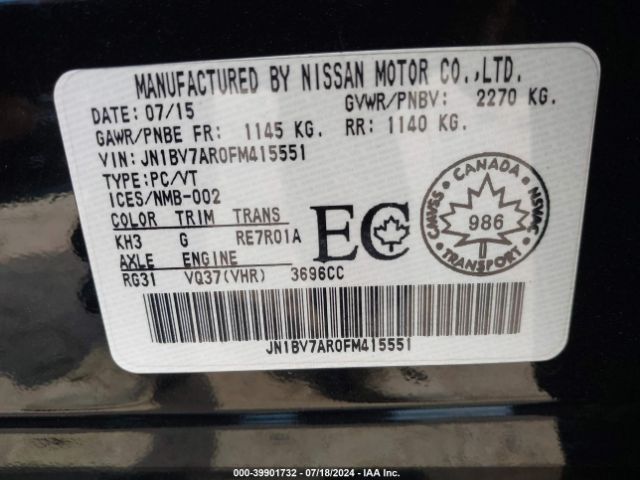 MANUFACTURED BY NISSAN MOTOR CO.,LTD.
DATE: 07/15 GVWR/PNBV: 2270 KG.
GAWR/PNBE FR: 1145 KG. RR: 1140 KG.
VIN: JN1BV7AR0FM415551
TYPE: PC/VT
ICES/NMB-002
COLOR TRIM TRANS
KH3 G RE7R01A
AXLE ENGINE
RG31 VQ37(VHR) 3696CC
EC
CANADA
CMVSS
986
NSVAC
TRANSPORT
JN1BV7AR0FM415551
000-39901732 - 07/18/2024 - IAA Inc.